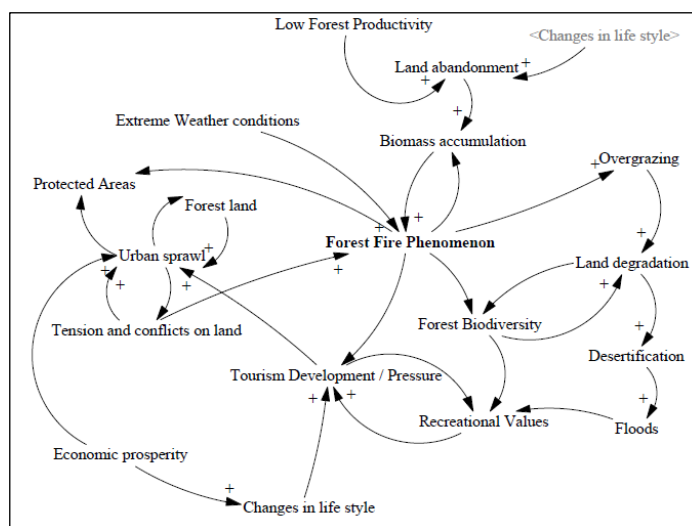 Low Forest Productivity
<Changes in life style>
+
+
Land abandonment
+
Extreme Weather conditions
Biomass accumulation
+
Overgrazing
Protected Areas
Forest land
+
+
Forest Fire Phenomenon
+
+
Urban sprawl
+
+
Land degradation
+
+
+
+
Tension and conflicts on land
Forest Biodiversity
+
Desertification
Tourism Development / Pressure
+
+
+
Recreational Values
Floods
Economic prosperity
+
Changes in life style